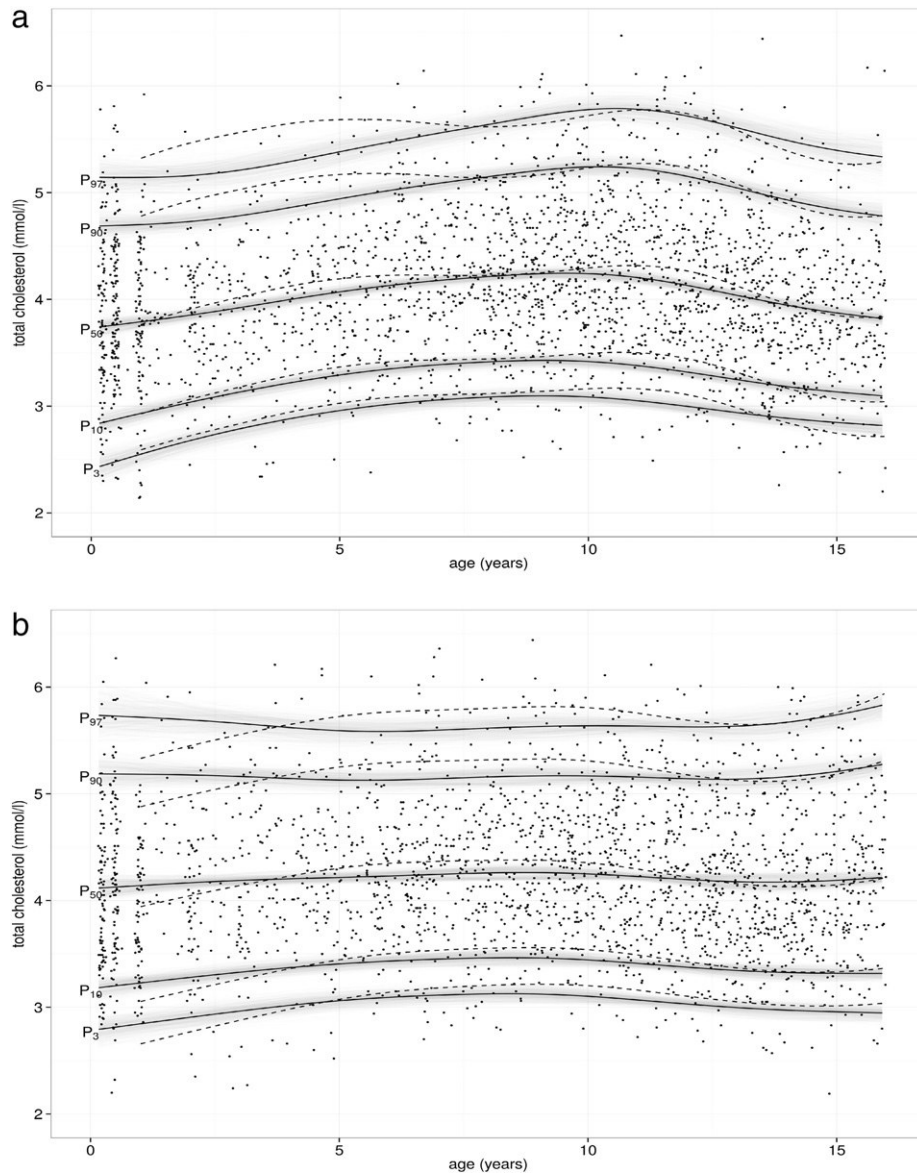 a
6
5
4
3
2
P97
P90
P50
P10
P3
total cholesterol (mmol/l)
0 5 10 15
age (years)
b
6
5
4
3
2
P97
P90
P50
P10
P3
total cholesterol (mmol/l)
0 5 10 15
age (years)